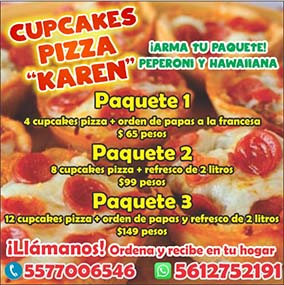 CUPCAKES
PIZZA
"KAREN"
¡ARMA TU PAQUETE!
PEPERONI Y HAWAIIANA
Paquete 1
4 cupcakes pizza + orden de papas a la francesa
$ 65 pesos
Paquete 2
8 cupcakes pizza + refresco de 2 litros
$99 pesos
Paquete 3
12 cupcakes pizza + orden de papas y refresco de 2 litros
$149 pesos
¡Llámanos! Ordena y recibe en tu hogar
5577006546 5612752191